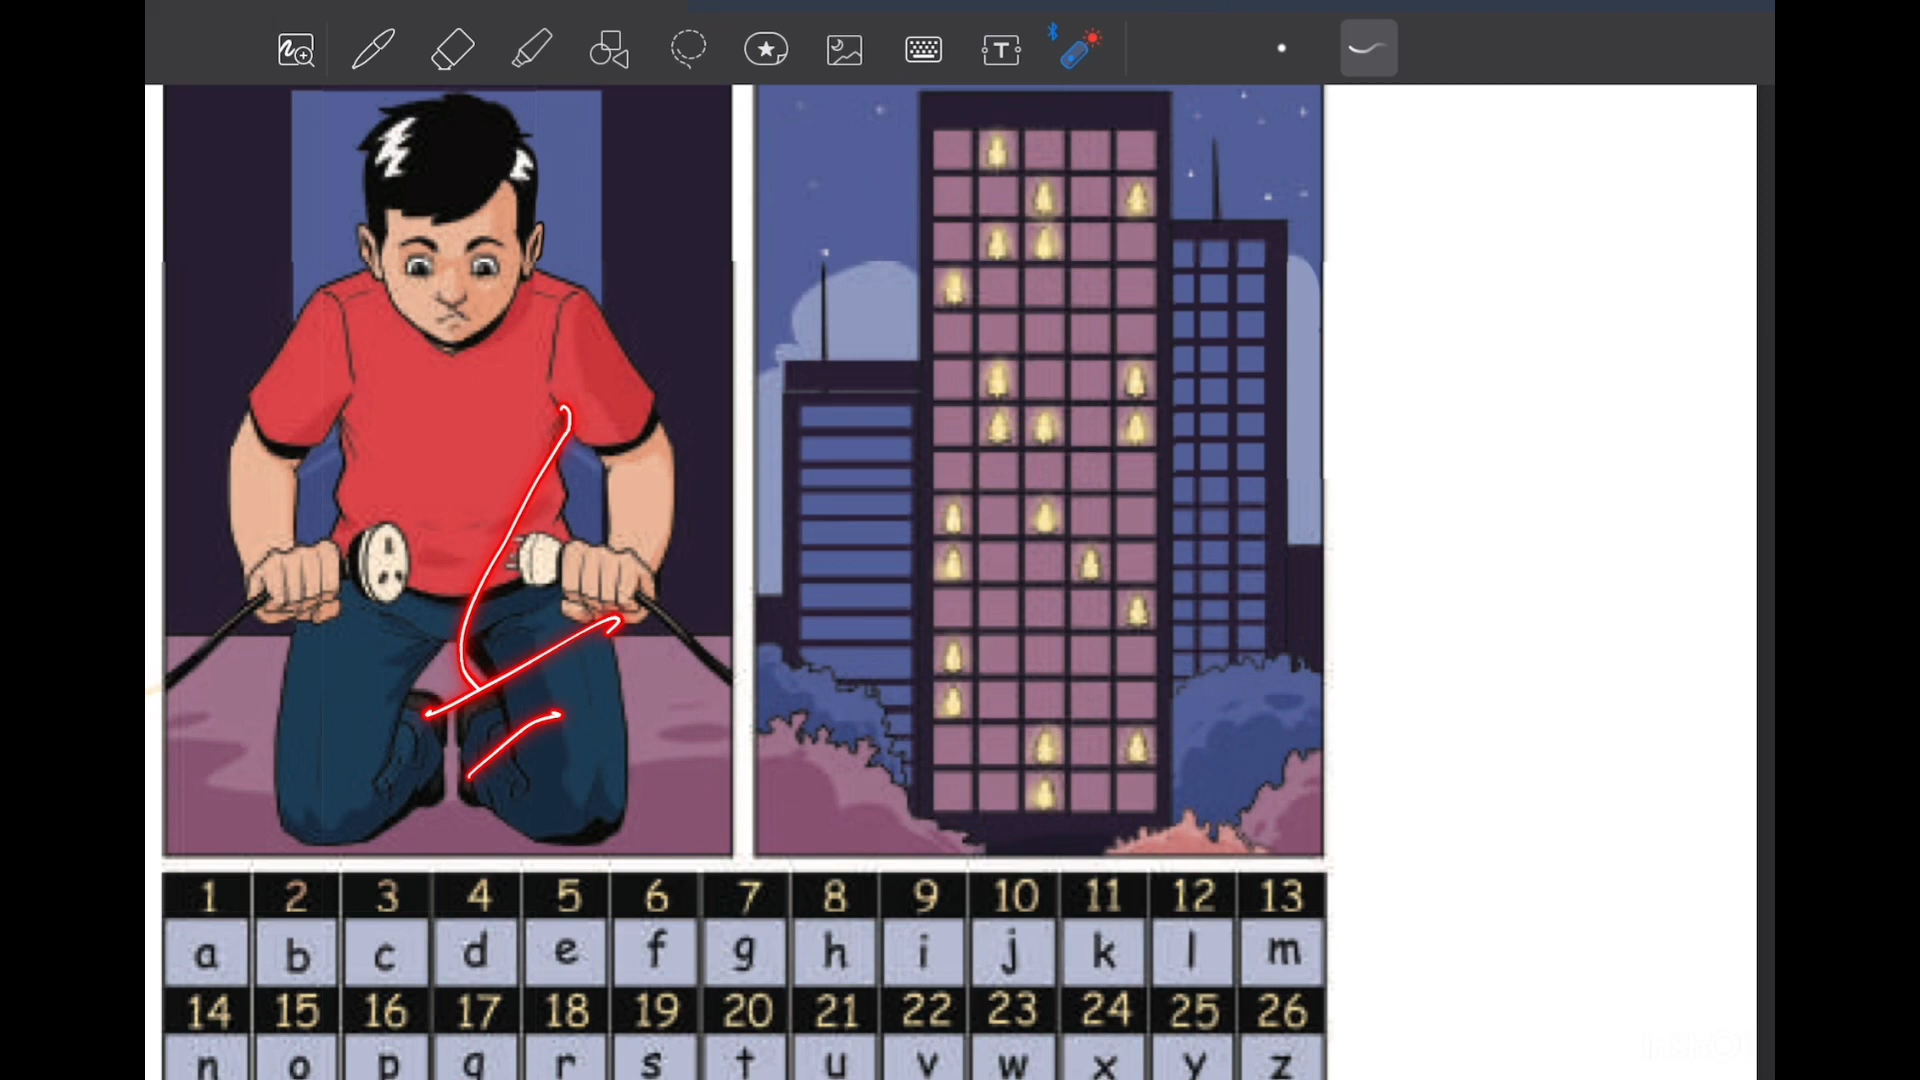 T
1 2 3 4 5 6 7 8 9 10 11 12 13
a b c d e f g h i j k l m
14 15 16 17 18 19 20 21 22 23 24 25 26
n o p q r s t u v w x y z